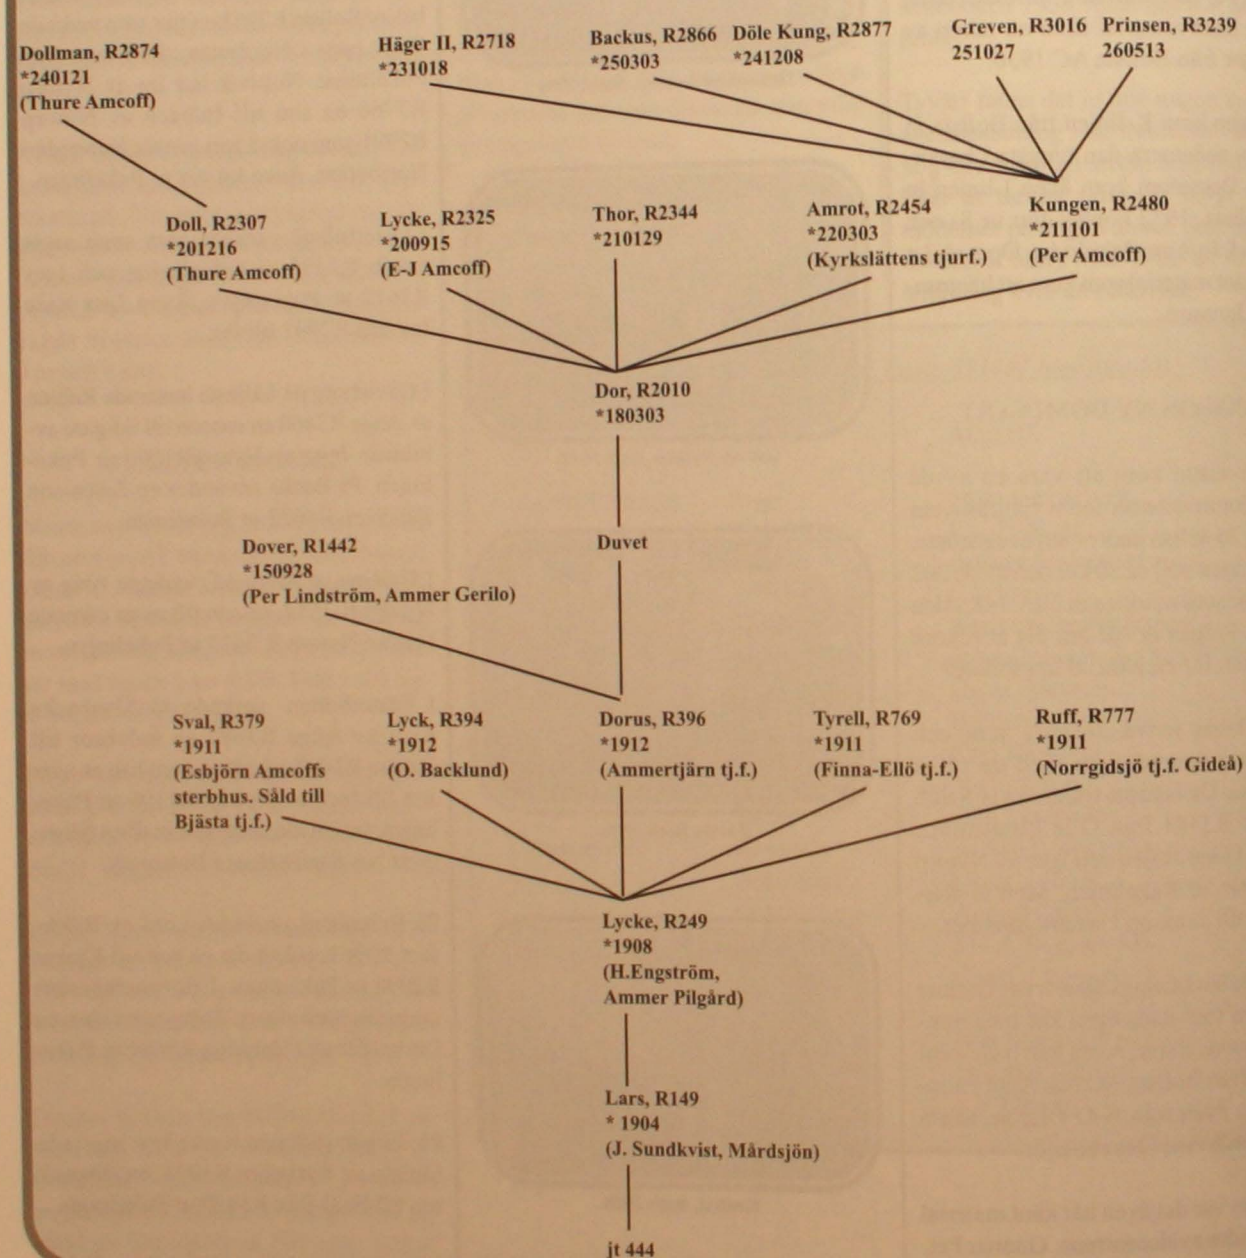 Dollman, R2874
*240121
(Thure Amcoff)
Häger II, R2718
*231018
Backus, R2866
*250303
Döle Kung, R2877
*241208
Greven, R3016
251027
Prinsen, R3239
260513
Doll, R2307
*201216
(Thure Amcoff)
Lycke, R2325
*200915
(E-J Amcoff)
Thor, R2344
*210129
Amrot, R2454
*220303
(Kyrkslättens tjurf.)
Kungen, R2480
*211101
(Per Amcoff)
Dor, R2010
*180303
Duvet
Dover, R1442
*150928
(Per Lindström, Ammer Gerilo)
Sval, R379
*1911
(Esbjörn Amcoffs
sterbhus. Såld till
Bjästa tj.f.)
Lyck, R394
*1912
(O. Backlund)
Dorus, R396
*1912
(Ammertjärn tj.f.)
Tyrell, R769
*1911
(Finna-Ellö tj.f.)
Ruff, R777
*1911
(Norrgidsjö tj.f. Gideå)
Lycke, R249
*1908
(H.Engström,
Ammer Pilgård)
Lars, R149
* 1904
(J. Sundkvist, Mårdsjön)
jt 444